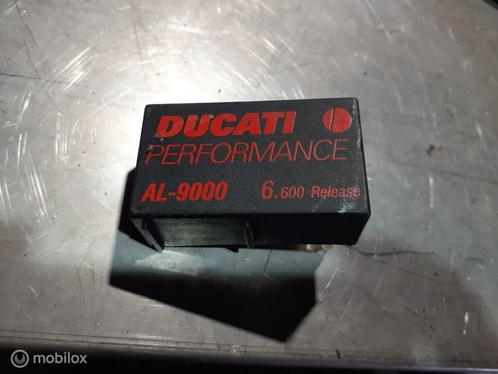 DUCATI
PERFORMANCE
AL-9000 6.600 Release
mobilox